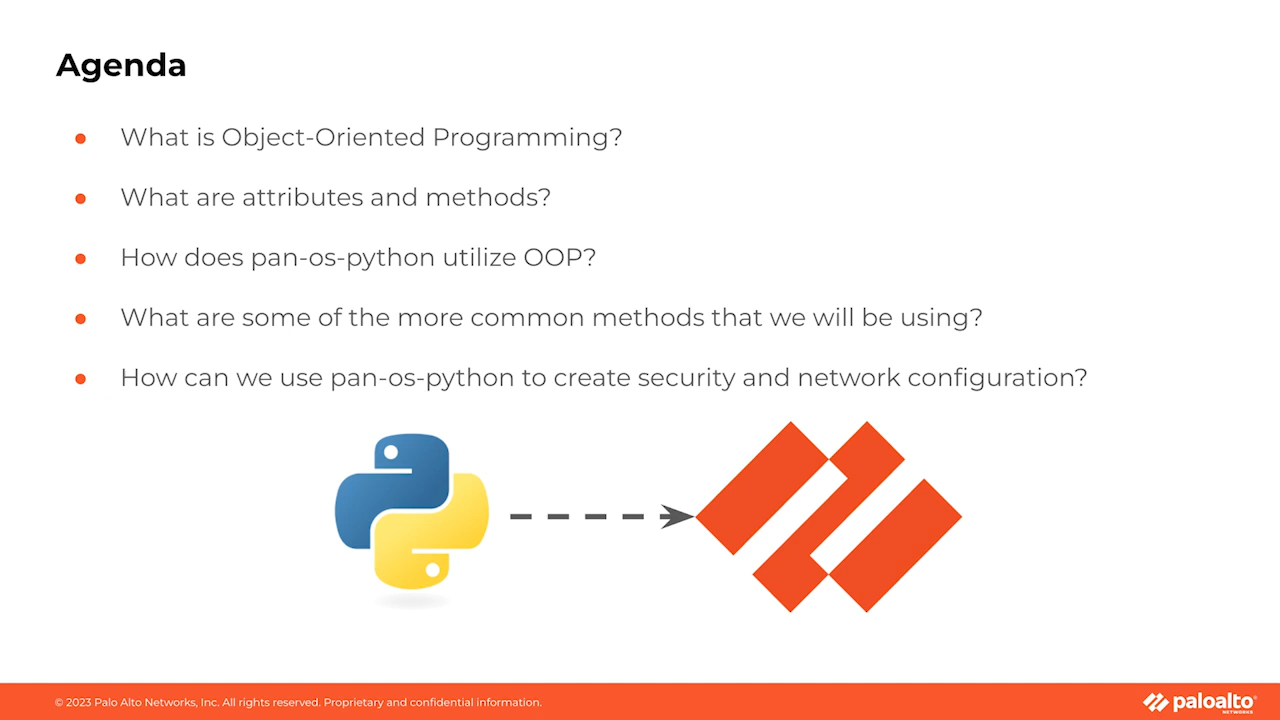 Agenda
• What is Object-Oriented Programming?
• What are attributes and methods?
• How does pan-os-python utilize OOP?
• What are some of the more common methods that we will be using?
• How can we use pan-os-python to create security and network configuration?
© 2023 Palo Alto Networks, Inc. All rights reserved. Proprietary and confidential information.
paloalto®
NETWORKS